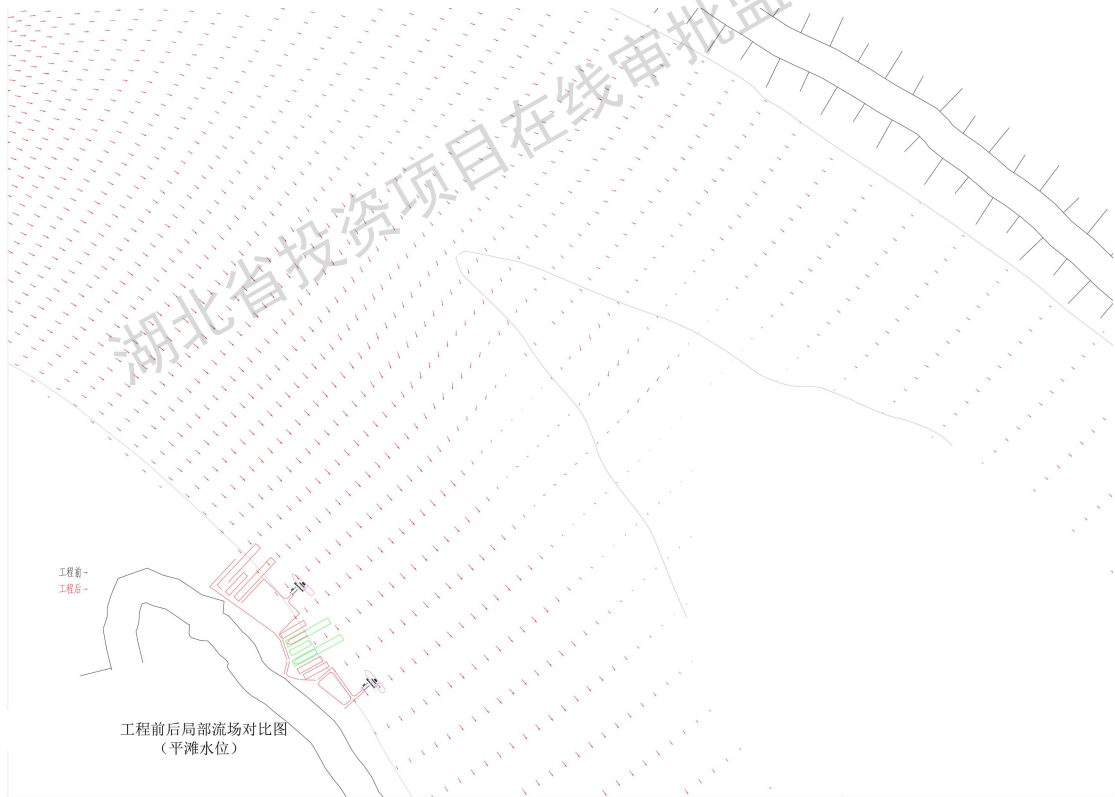 湖北省投资项目在线审批监
工程前→
工程后→
工程前后局部流场对比图
（平滩水位）